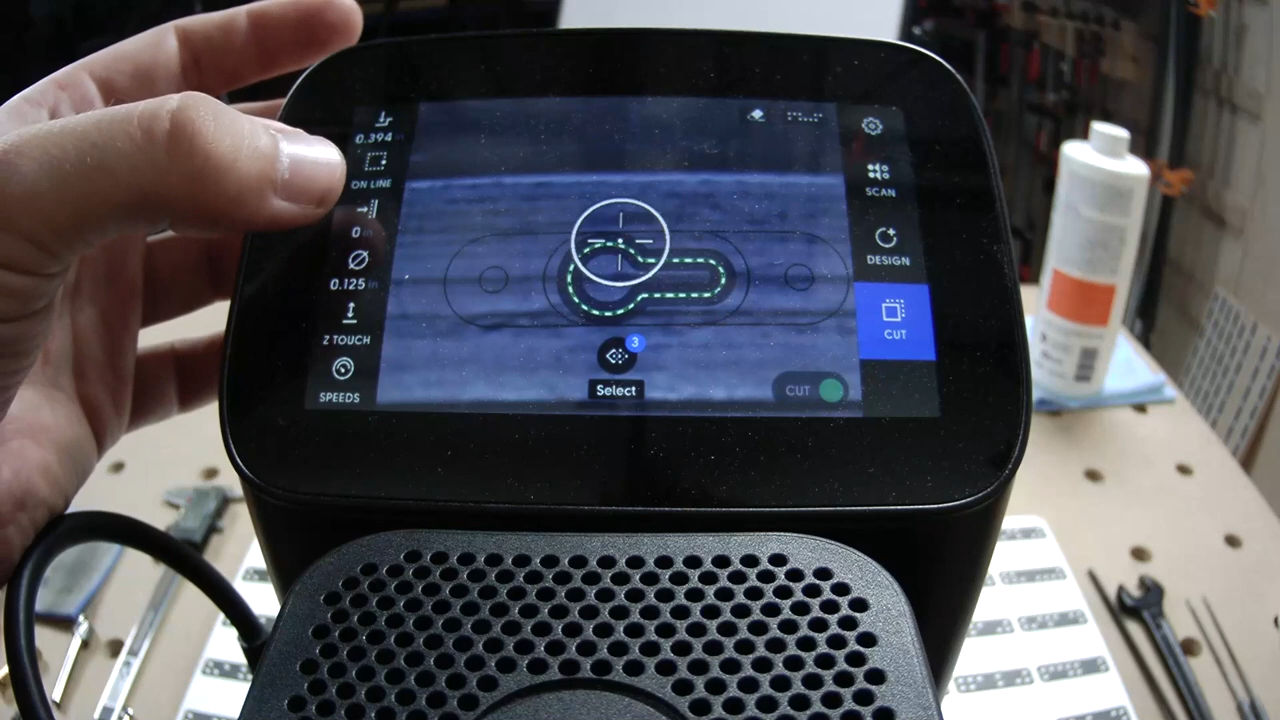 0.394 in
ON LINE
0 in
0.125 in
Z TOUCH
SPEEDS
3
Select
CUT
SCAN
DESIGN
CUT